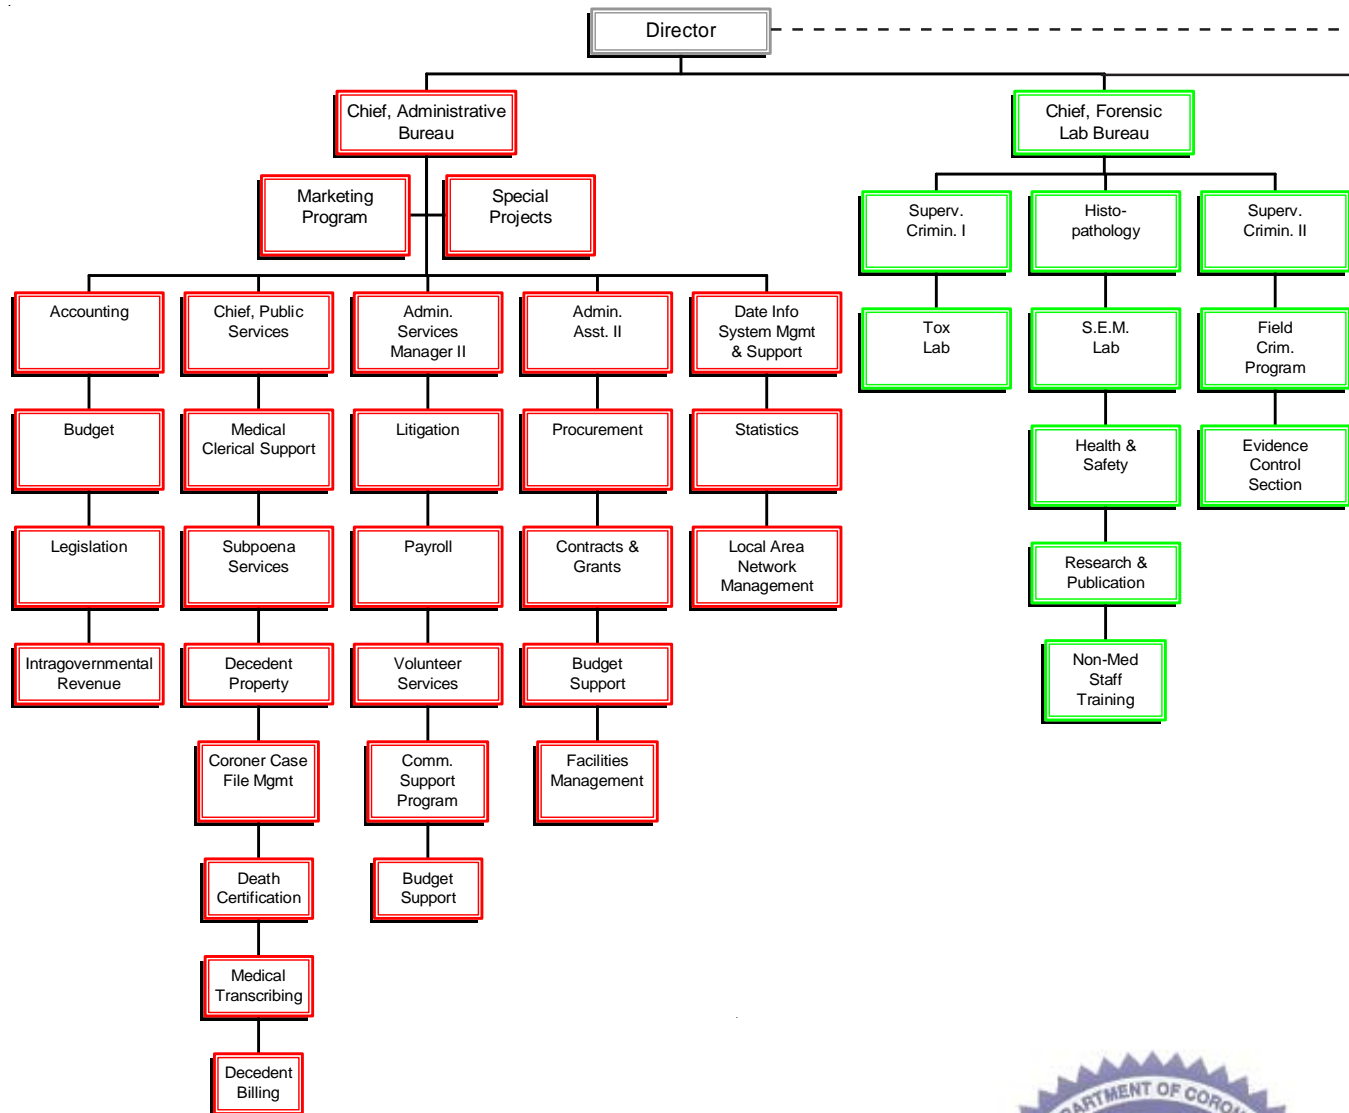 Director
Chief, Administrative
Bureau
Chief, Forensic
Lab Bureau
Marketing
Program
Special
Projects
Superv.
Crimin. I
Histo-
pathology
Superv.
Crimin. II
Accounting
Chief, Public
Services
Admin.
Services
Manager II
Admin.
Asst. II
Date Info
System Mgmt
& Support
Tox
Lab
S.E.M.
Lab
Field
Crim.
Program
Budget
Medical
Clerical Support
Litigation
Procurement
Statistics
Health &
Safety
Evidence
Control
Section
Legislation
Subpoena
Services
Payroll
Contracts &
Grants
Local Area
Network
Management
Research &
Publication
Intragovernmental
Revenue
Decedent
Property
Volunteer
Services
Budget
Support
Non-Med
Staff
Training
Coroner Case
File Mgmt
Comm.
Support
Program
Facilities
Management
Death
Certification
Budget
Support
Medical
Transcribing
Decedent
Billing
OF